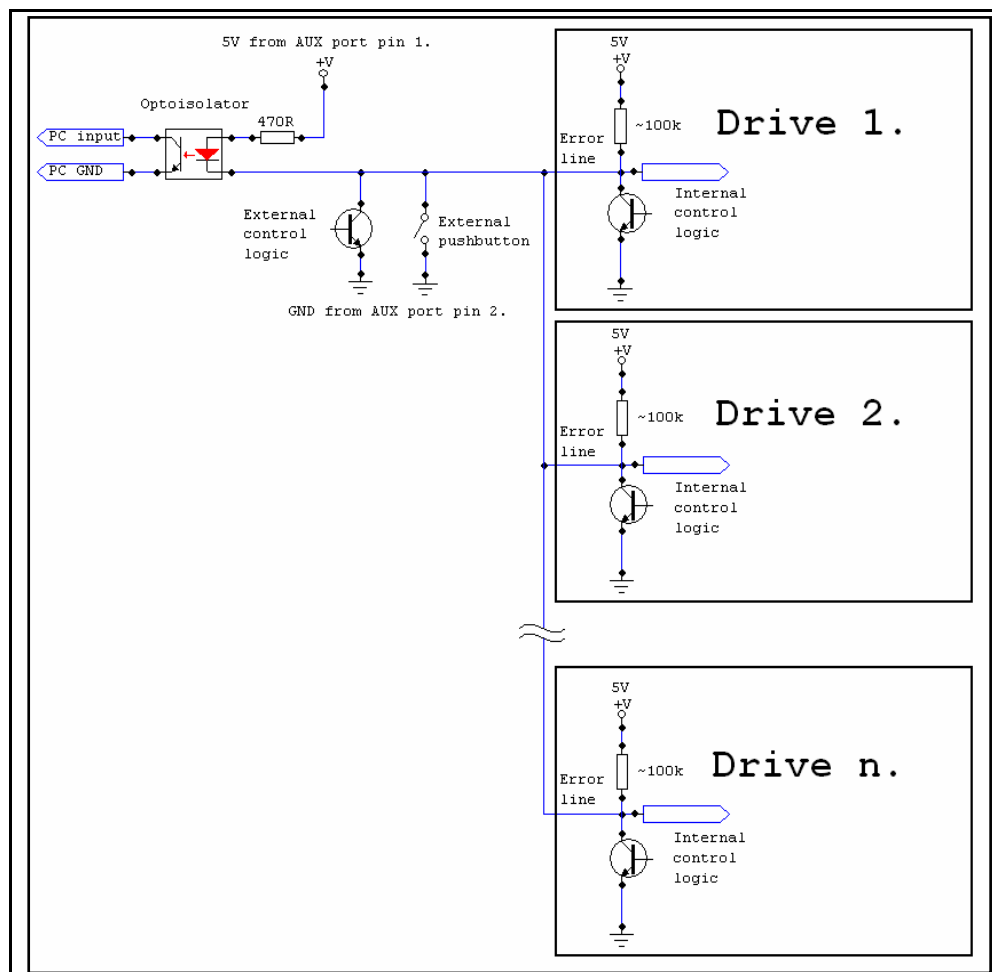 5V from AUX port pin 1.
+V
Optoisolator
470R
PC input
PC GND
External
control
logic
External
pushbutton
GND from AUX port pin 2.
5V
+V
~100k
Drive 1.
Error
line
Internal
control
logic
5V
+V
~100k
Drive 2.
Error
line
Internal
control
logic
5V
+V
~100k
Drive n.
Error
line
Internal
control
logic